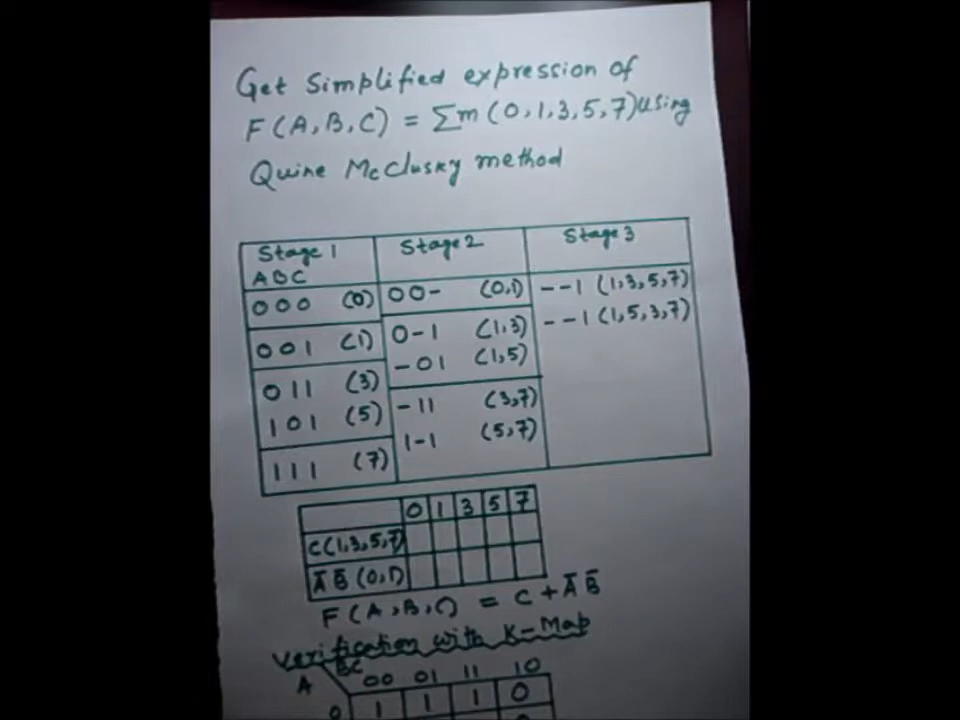 Get Simplified expression of
F(A,B,C) = Σm(0,1,3,5,7) Using
Quine McClusky method
Stage 1 Stage 2 Stage 3
ABC
000 (0) 00- (0,1) --1 (1,3,5,7)
001 (1) 0-1 (1,3) --1 (1,5,3,7)
-01 (1,5)
011 (3)
101 (5) -11 (3,7)
1-1 (5,7)
111 (7)
0 1 3 5 7
C(1,3,5,7)
A̅ B̅ (0,1)
F(A,B,C) = C + A̅ B̅
Verification with K-Map
BC
A 00 01 11 10
0 1 1 1 0